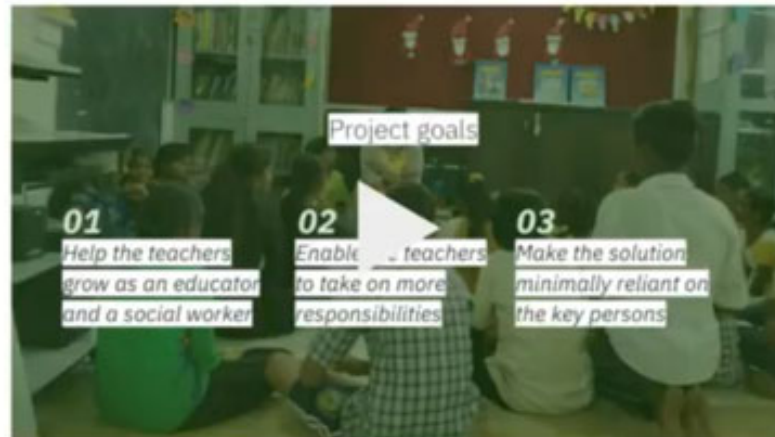 Project goals
01
Help the teachers
grow as an educator
and a social worker
02
Enable teachers
to take on more
responsibilities
03
Make the solution
minimally reliant on
the key persons